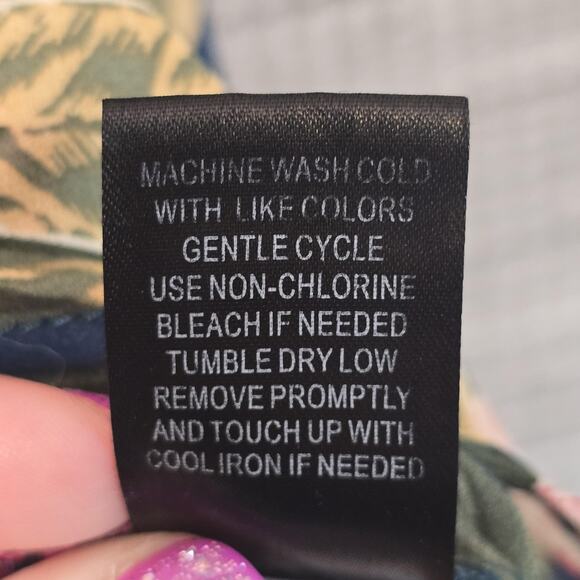 MACHINE WASH COLD
WITH LIKE COLORS
GENTLE CYCLE
USE NON-CHLORINE
BLEACH IF NEEDED
TUMBLE DRY LOW
REMOVE PROMPTLY
AND TOUCH UP WITH
COOL IRON IF NEEDED